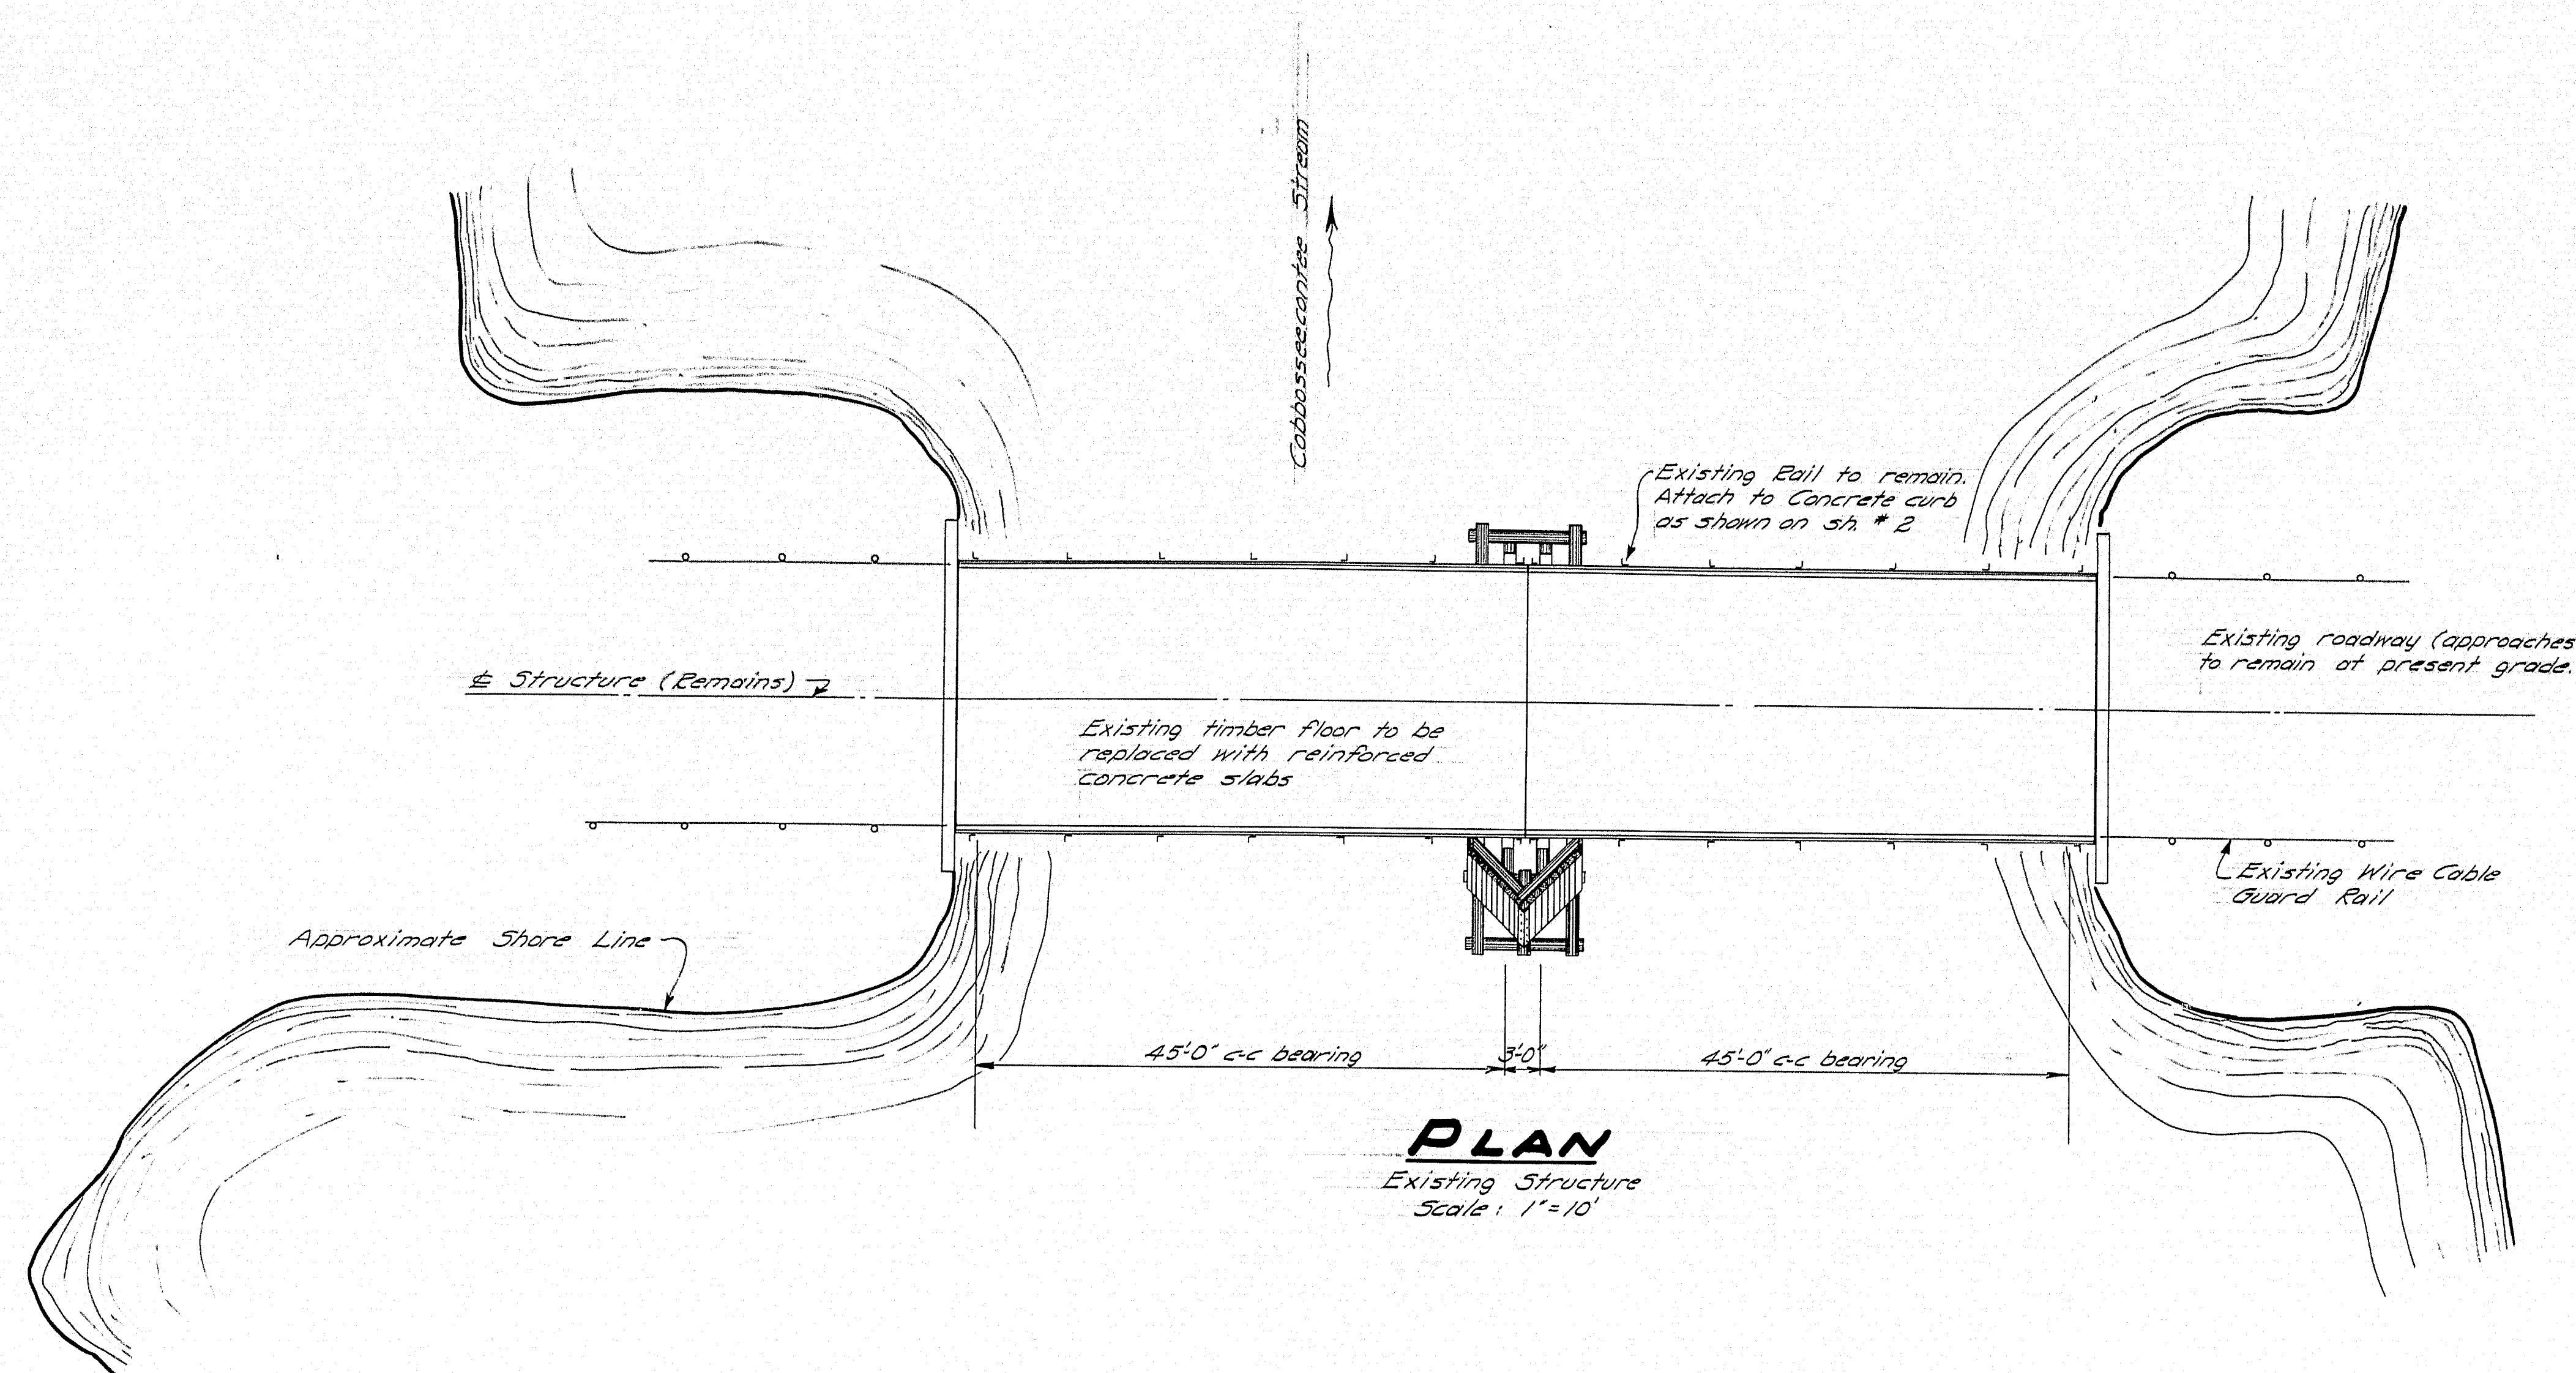 Cobbosseecontee Stream
Existing Rail to remain.
Attach to Concrete curb
as shown on sh. # 2
Existing roadway (approaches
to remain at present grade.
℄ Structure (Remains)
Existing timber floor to be
replaced with reinforced
concrete slabs
Existing Wire Cable
Guard Rail
Approximate Shore Line
45'-0" c-c bearing
3'-0"
45'-0" c-c bearing
PLAN
Existing Structure
Scale: 1"=10'